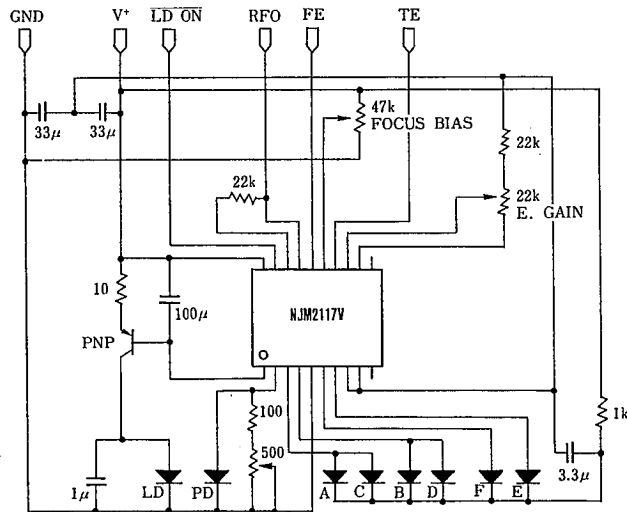 GND V⁺ LD ON RFO FE TE
33μ 33μ
47k
FOCUS BIAS
22k
22k
22k
E. GAIN
10
100μ
NJM2117V
PNP
100
1k
500
3.3μ
1μ
LD PD A C B D F E